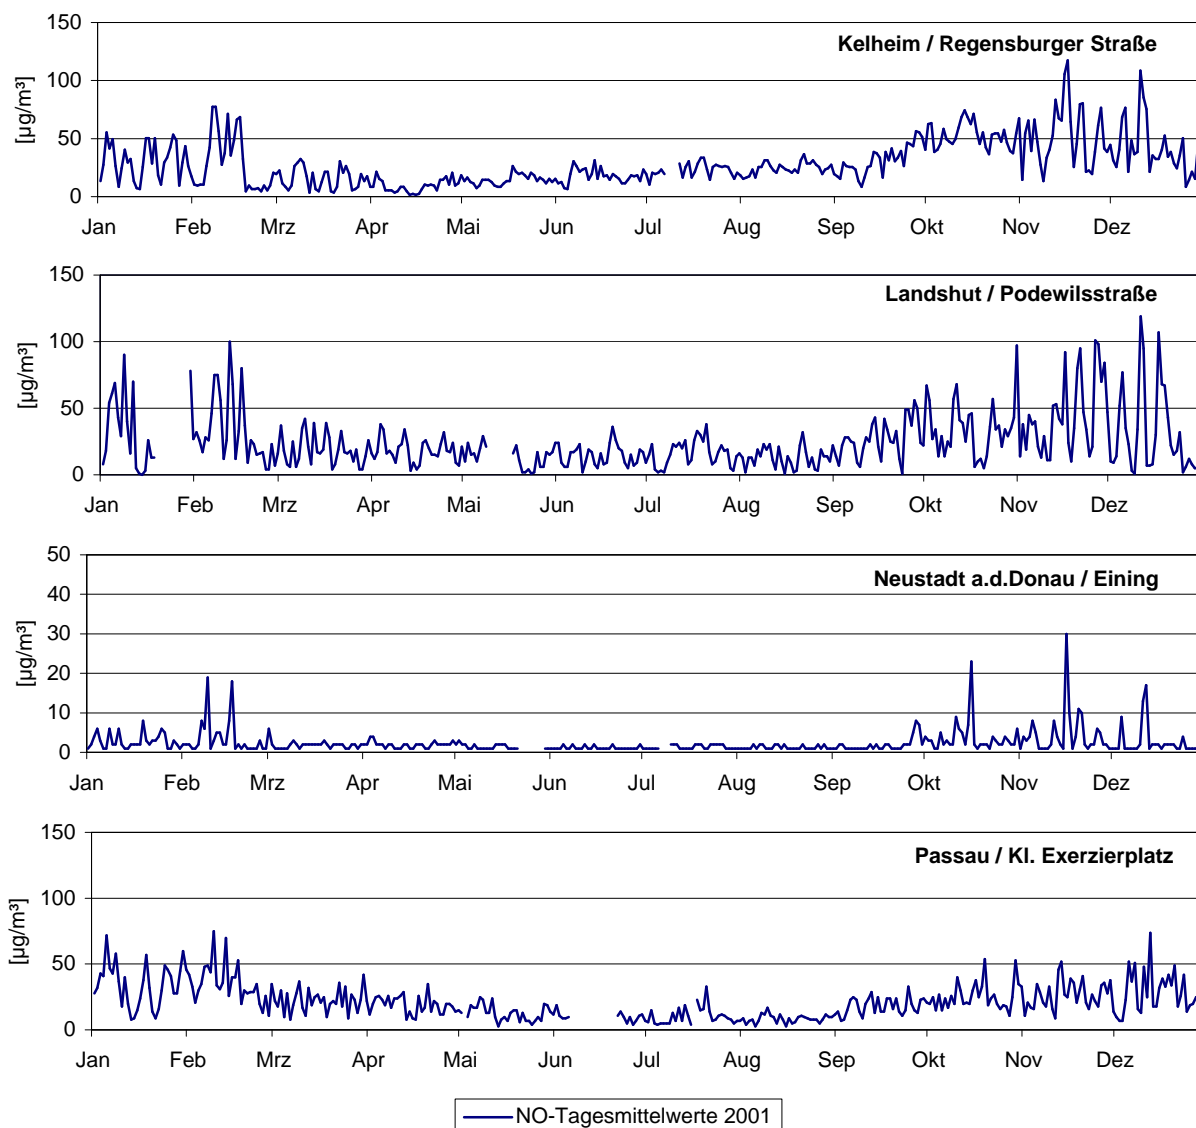 150
Kelheim / Regensburger Straße
100
[µg/m³]
50
0
Jan Feb Mrz Apr Mai Jun Jul Aug Sep Okt Nov Dez
150
Landshut / Podewilsstraße
100
[µg/m³]
50
0
Jan Feb Mrz Apr Mai Jun Jul Aug Sep Okt Nov Dez
50
Neustadt a.d.Donau / Eining
40
30
[µg/m³]
20
10
0
Jan Feb Mrz Apr Mai Jun Jul Aug Sep Okt Nov Dez
150
Passau / Kl. Exerzierplatz
100
[µg/m³]
50
0
Jan Feb Mrz Apr Mai Jun Jul Aug Sep Okt Nov Dez
NO-Tagesmittelwerte 2001